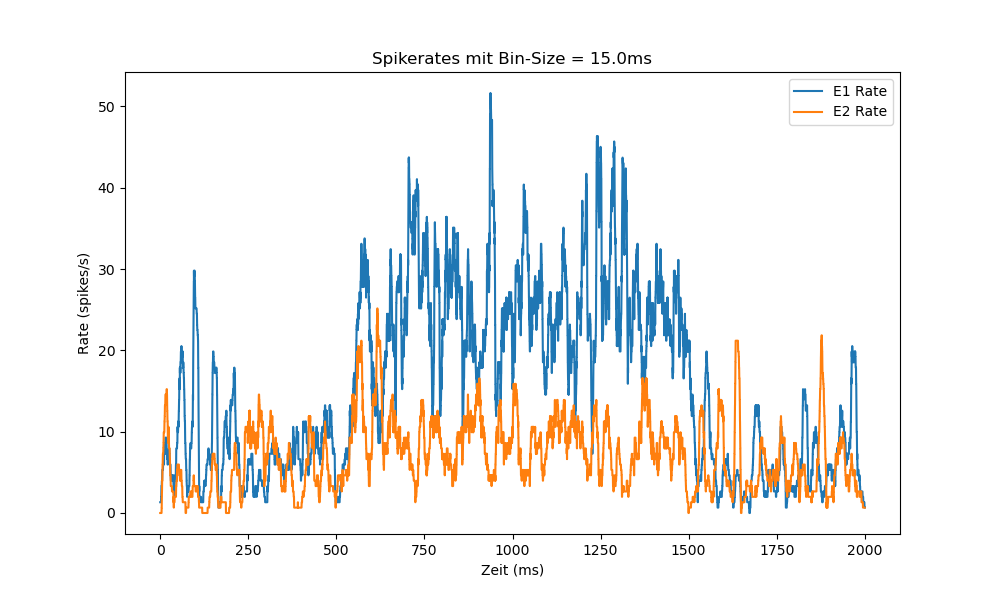 Spikerates mit Bin-Size = 15.0ms
E1 Rate
E2 Rate
50
40
30
20
10
0
Rate (spikes/s)
0 250 500 750 1000 1250 1500 1750 2000
Zeit (ms)